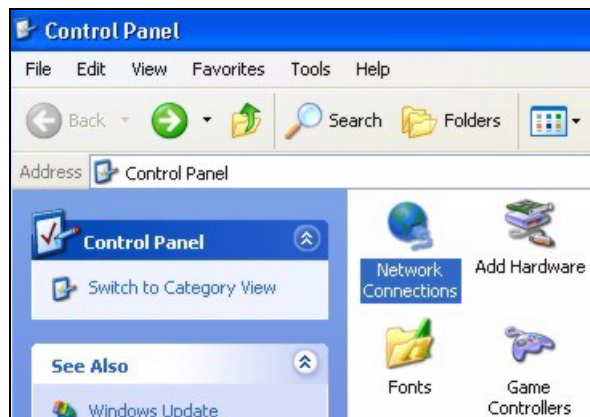 Control Panel
File Edit View Favorites Tools Help
Back Search Folders
Address Control Panel
Control Panel
Switch to Category View
See Also
Windows Update
Network
Connections
Add Hardware
Fonts
Game
Controllers